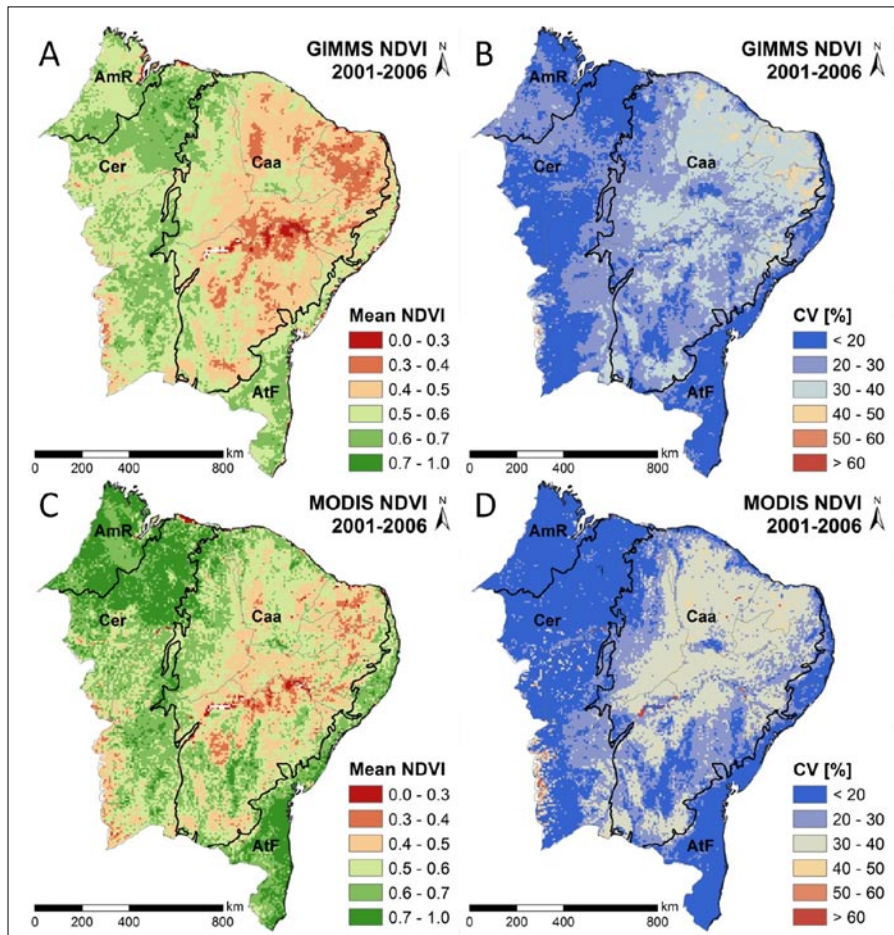 A
GIMMS NDVI
2001-2006
N
AmR
Cer
Caa
AtF
Mean NDVI
0.0 - 0.3
0.3 - 0.4
0.4 - 0.5
0.5 - 0.6
0.6 - 0.7
0.7 - 1.0
km
0 200 400 800
B
GIMMS NDVI
2001-2006
N
AmR
Cer
Caa
AtF
CV [%]
< 20
20 - 30
30 - 40
40 - 50
50 - 60
> 60
km
0 200 400 800
C
MODIS NDVI
2001-2006
N
AmR
Cer
Caa
AtF
Mean NDVI
0.0 - 0.3
0.3 - 0.4
0.4 - 0.5
0.5 - 0.6
0.6 - 0.7
0.7 - 1.0
km
0 200 400 800
D
MODIS NDVI
2001-2006
N
AmR
Cer
Caa
AtF
CV [%]
< 20
20 - 30
30 - 40
40 - 50
50 - 60
> 60
km
0 200 400 800